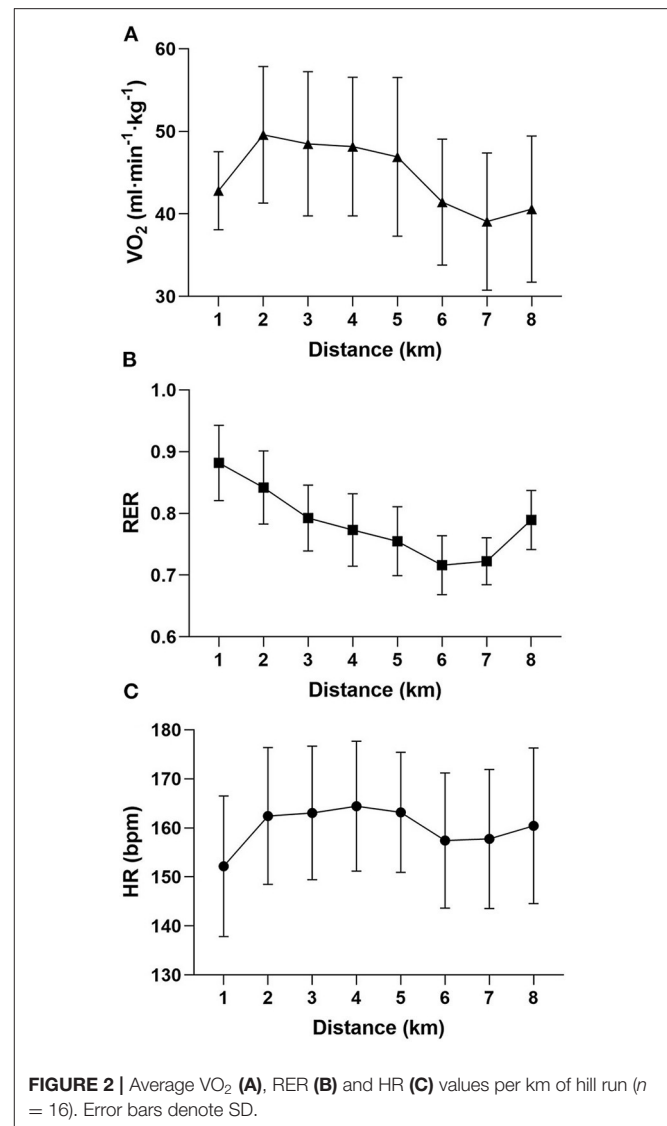 A
60
50
40
30
VO₂ (ml·min⁻¹·kg⁻¹)
1 2 3 4 5 6 7 8
Distance (km)
B
1.0
0.9
0.8
0.7
0.6
RER
1 2 3 4 5 6 7 8
Distance (km)
C
180
170
160
150
140
130
HR (bpm)
1 2 3 4 5 6 7 8
Distance (km)
FIGURE 2 | Average VO₂ (A), RER (B) and HR (C) values per km of hill run (n
= 16). Error bars denote SD.